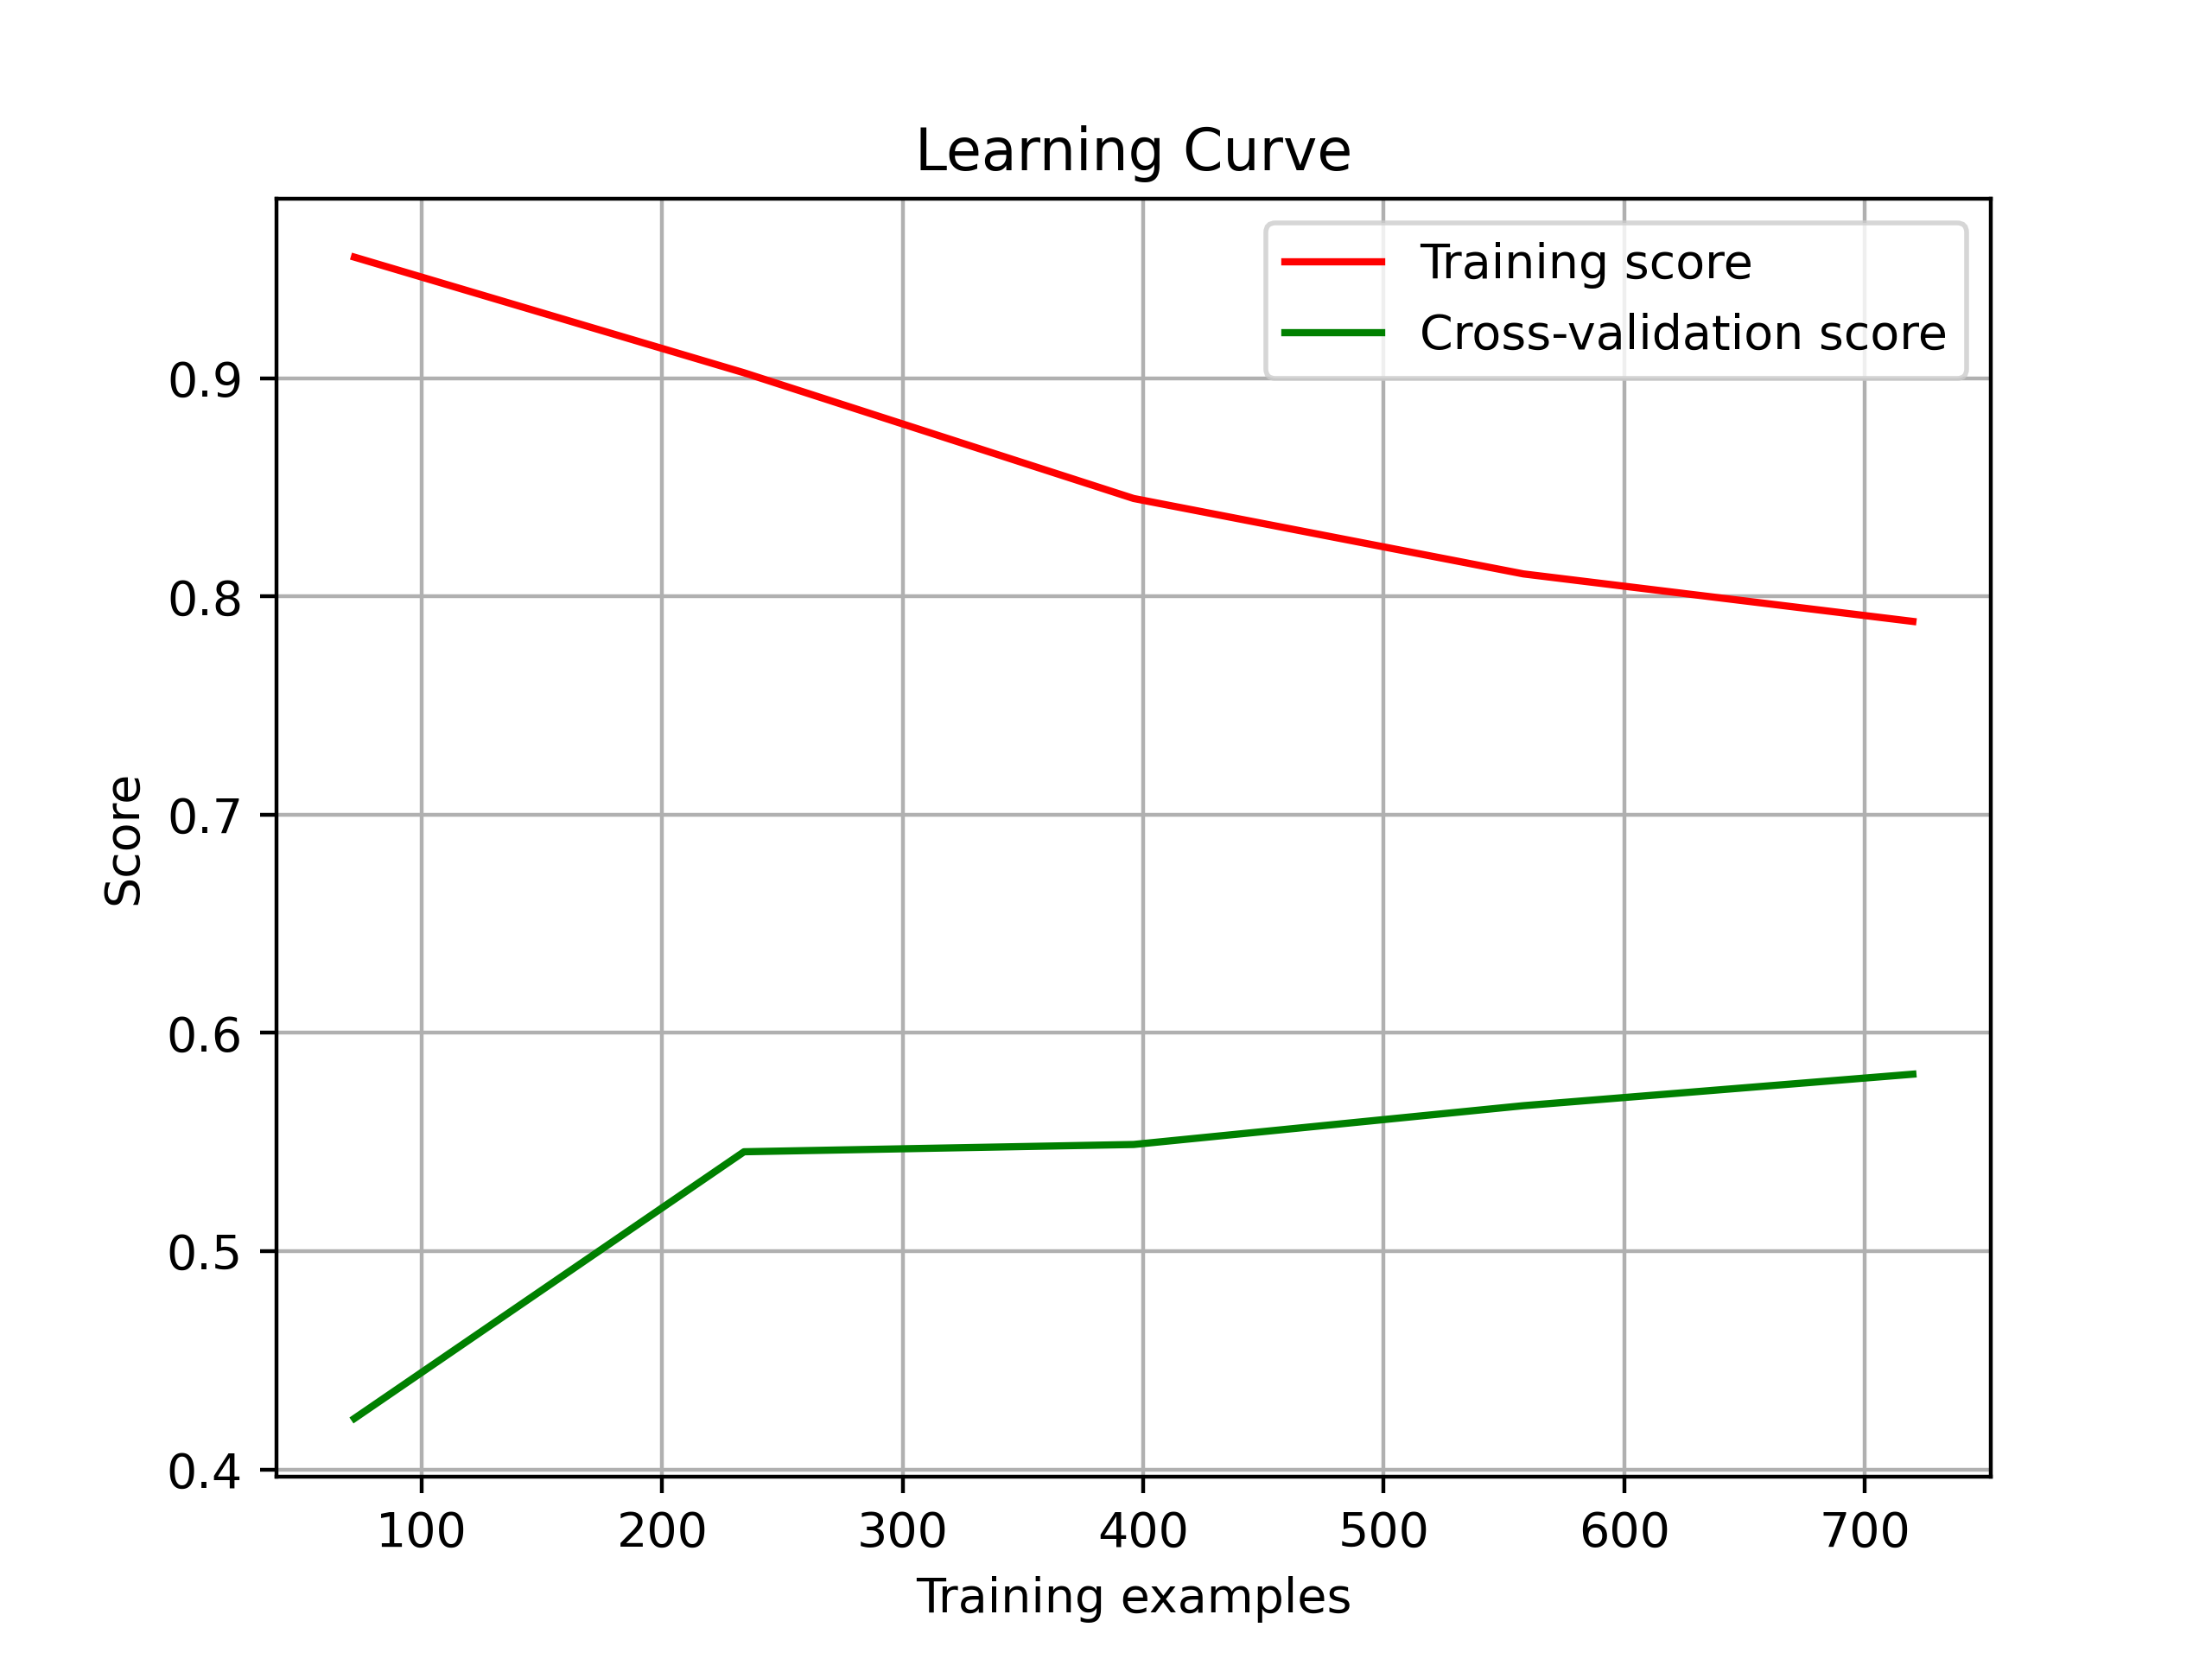 Learning Curve
Training score
Cross-validation score
0.9
0.8
0.7
0.6
0.5
0.4
Score
100 200 300 400 500 600 700
Training examples